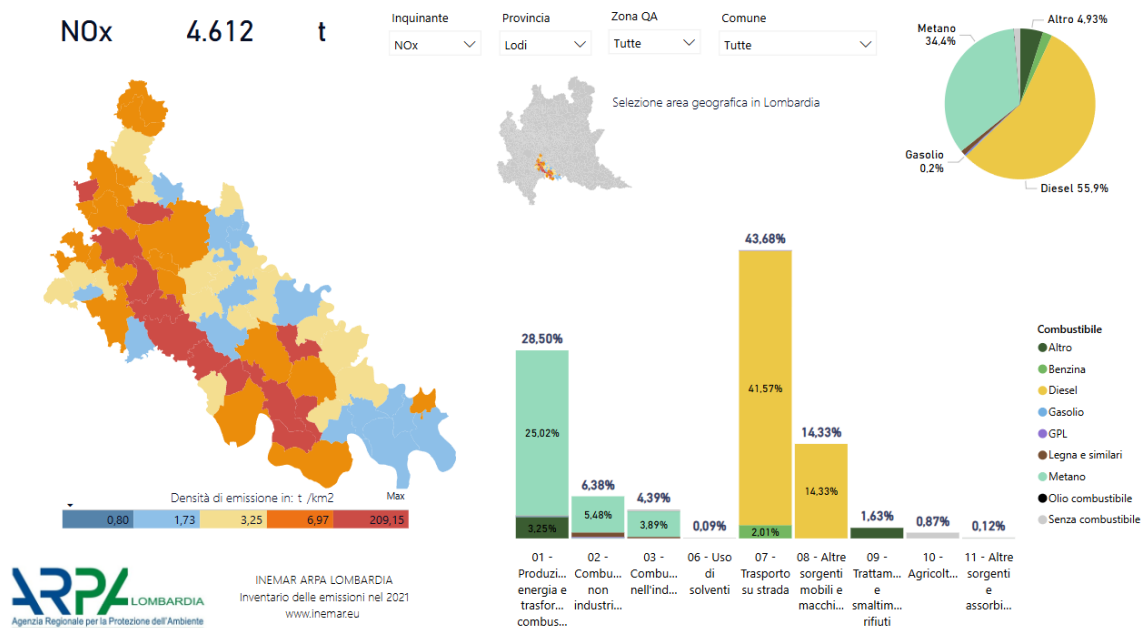 NOx 4.612 t
Inquinante
NOx
Provincia
Lodi
Zona QA
Tutte
Comune
Tutte
Selezione area geografica in Lombardia
Altro 4,93%
Metano
34,4%
Gasolio
0,2%
Diesel 55,9%
Densità di emissione in: t /km2
Max
0,80 1,73 3,25 6,97 209,15
ARPA LOMBARDIA
Agenzia Regionale per la Protezione dell'Ambiente
INEMAR ARPA LOMBARDIA
Inventario delle emissioni nel 2021
www.inemar.eu
28,50%
25,02%
3,25%
6,38%
5,48%
4,39%
3,89%
0,09%
43,68%
41,57%
2,01%
14,33%
14,33%
1,63%
0,87%
0,12%
01 -
Produzi...
energia e
trasfor...
combus...
02 -
Combu...
non
industri...
03 -
Combu...
nell'ind...
06 - Uso
di
solventi
07 -
Trasporto
su strada
08 - Altre
sorgenti
mobili e
macchi...
09 -
Trattam...
e
smaltim...
rifiuti
10 -
Agricolt...
11 - Altre
sorgenti
e
assorbi...
Combustibile
Altro
Benzina
Diesel
Gasolio
GPL
Legna e similari
Metano
Olio combustibile
Senza combustibile